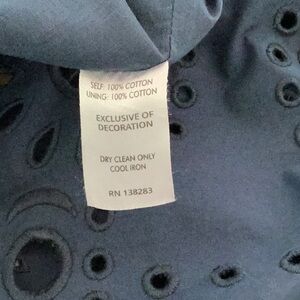 SELF: 100% COTTON
LINING: 100% COTTON
EXCLUSIVE OF
DECORATION
DRY CLEAN ONLY
COOL IRON
RN 138283